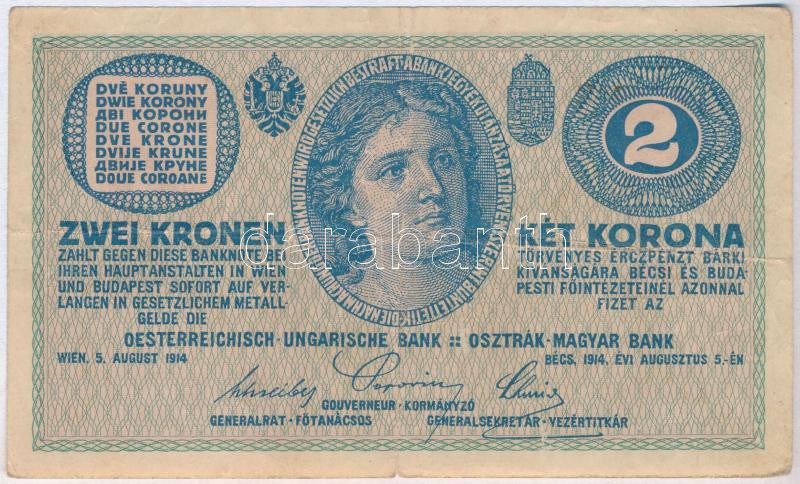 DVĚ KORUNY
DWIE KORONY
ДВІ КОРОНИ
DUE CORONE
DVE KRONE
DVIJE KRUNE
ДВИЈЕ КРУНЕ
DOUE COROANE
2
ZWEI KRONEN
ZAHLT GEGEN DIESE BANKNOTE BEI
IHREN HAUPTANSTALTEN IN WIEN
UND BUDAPEST SOFORT AUF VER-
LANGEN IN GESETZLICHEM METALL-
GELDE DIE
KÉT KORONA
TÖRVÉNYES ÉRCZPÉNZT BÁRKI
KIVÁNSÁGÁRA BÉCSI ÉS BUDA-
PESTI FŐINTÉZETEINÉL AZONNAL
FIZET AZ
darabanth
OESTERREICHISCH-UNGARISCHE BANK :: OSZTRÁK-MAGYAR BANK
WIEN, 5. AUGUST 1914
BÉCS, 1914. ÉVI AUGUSZTUS 5.-ÉN
GOUVERNEUR · KORMÁNYZÓ
GENERALRAT · FŐTANÁCSOS
GENERALSEKRETÄR · VEZÉRTITKÁR